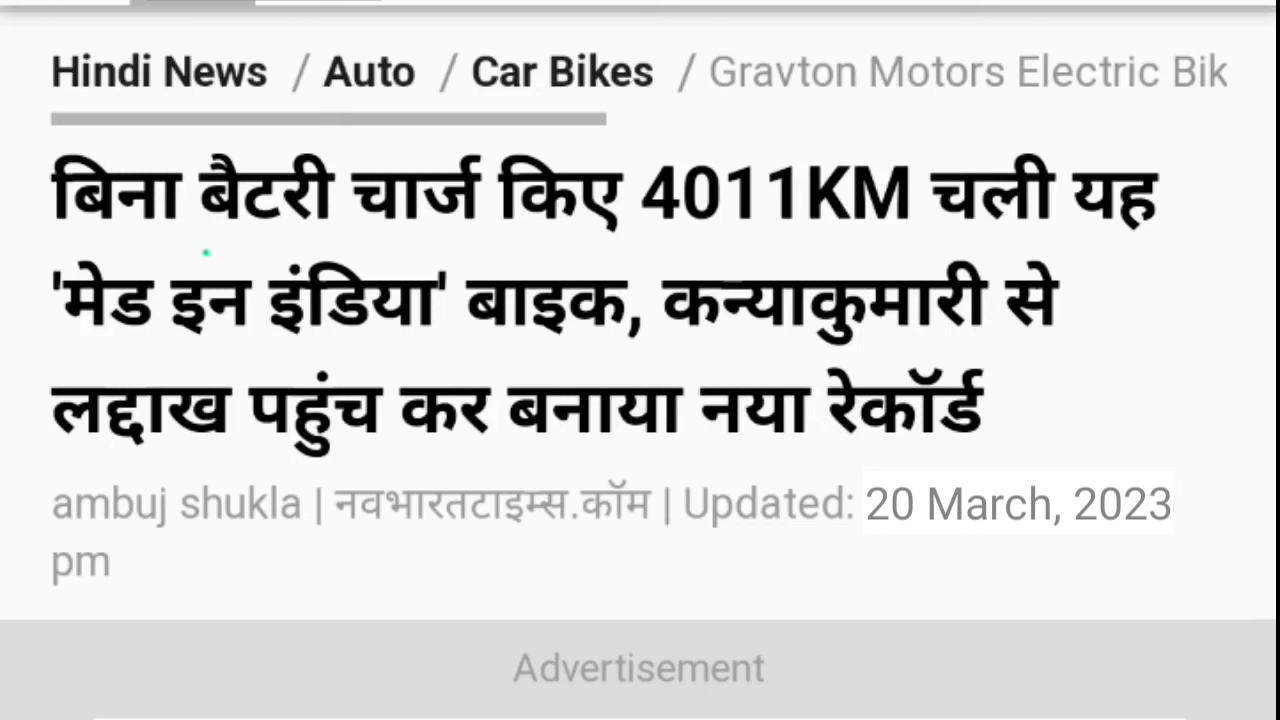 Hindi News / Auto / Car Bikes / Gravton Motors Electric Bik
बिना बैटरी चार्ज किए 4011KM चली यह
'मेड इन इंडिया' बाइक, कन्याकुमारी से
लद्दाख पहुंच कर बनाया नया रेकॉर्ड
ambuj shukla | नवभारतटाइम्स.कॉम | Updated: 20 March, 2023
pm
Advertisement